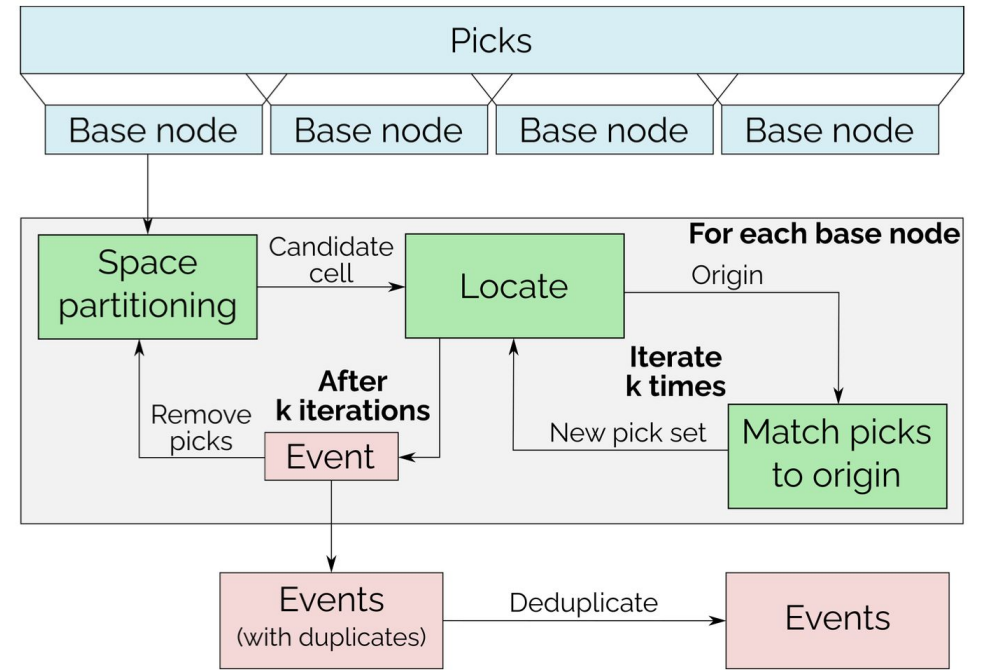 Picks
Base node
Base node
Base node
Base node
For each base node
Space
partitioning
Candidate
cell
Locate
Origin
Iterate
k times
After
k iterations
Remove
picks
Event
New pick set
Match picks
to origin
Events
(with duplicates)
Deduplicate
Events